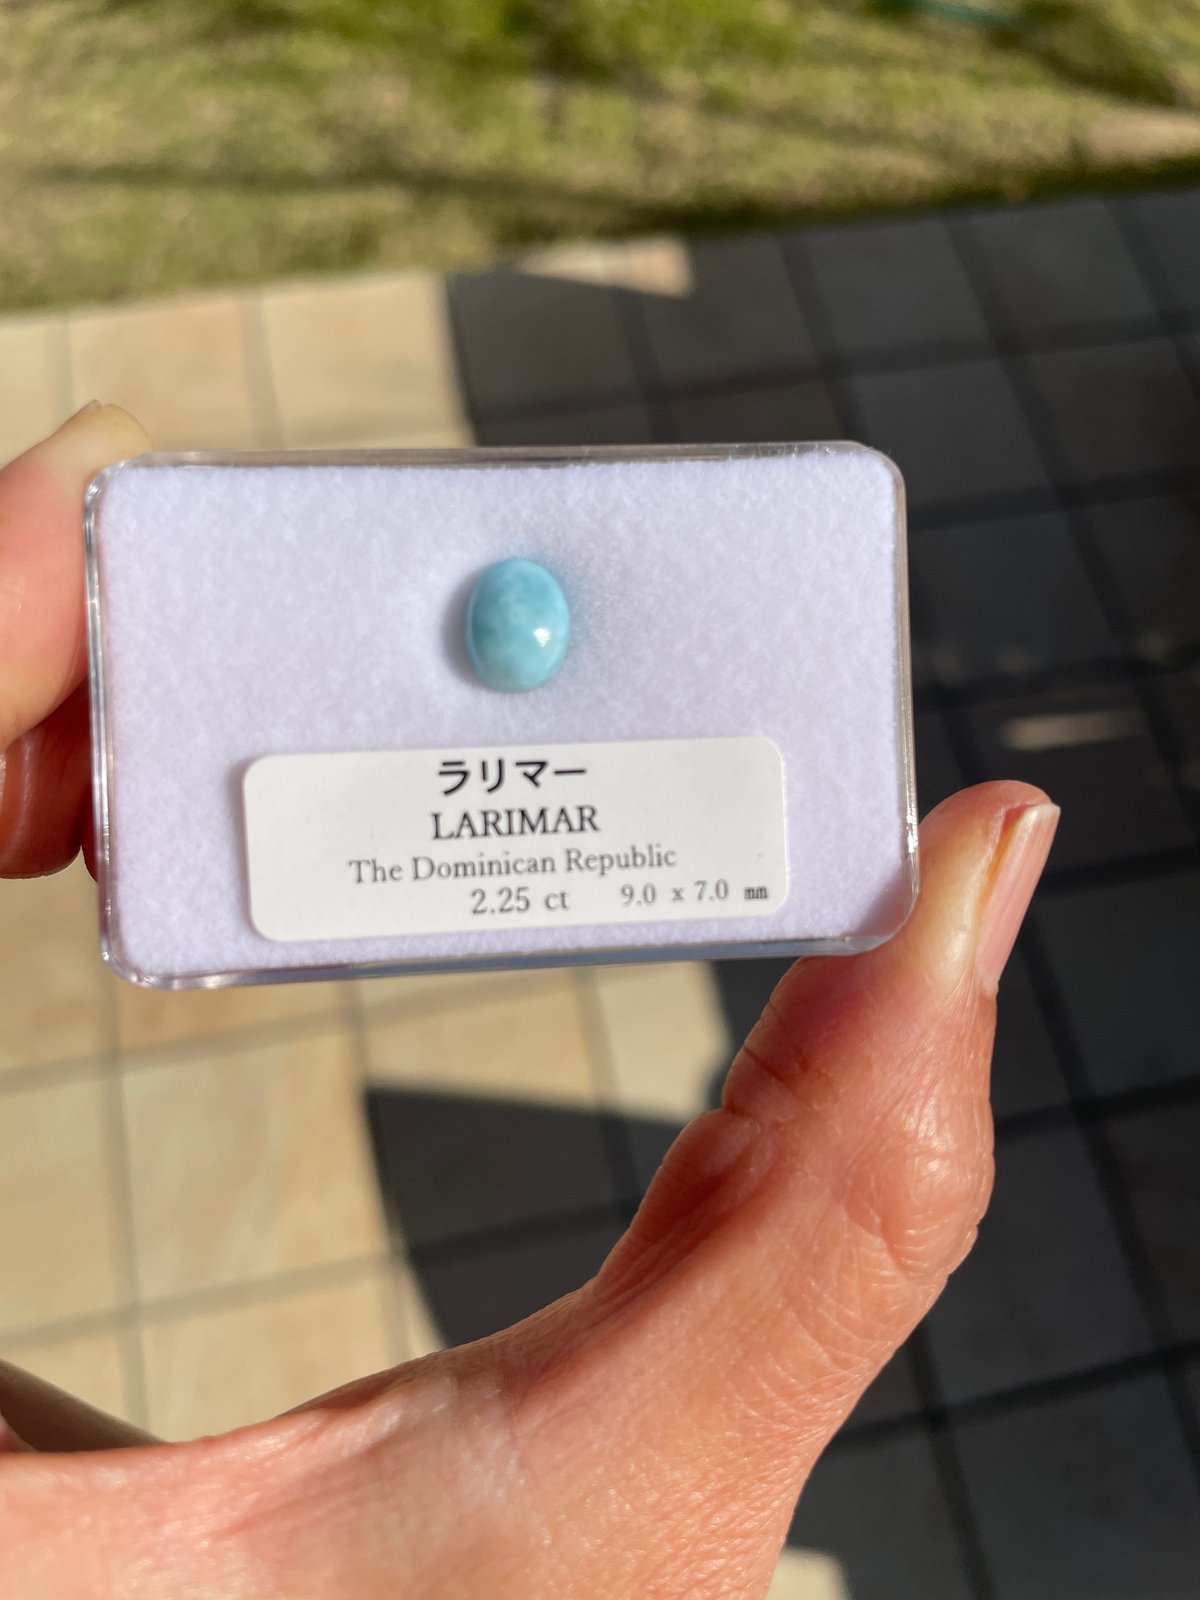 ラリマー
LARIMAR
The Dominican Republic
2.25 ct 9.0 x 7.0 mm